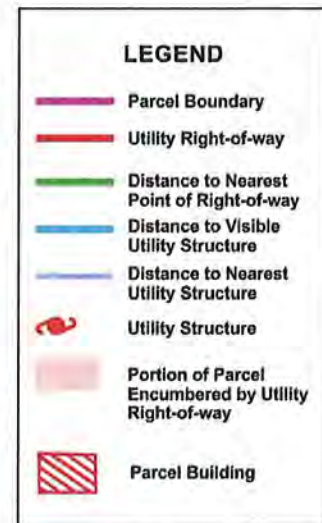 LEGEND
Parcel Boundary
Utility Right-of-way
Distance to Nearest
Point of Right-of-way
Distance to Visible
Utility Structure
Distance to Nearest
Utility Structure
Utility Structure
Portion of Parcel
Encumbered by Utility
Right-of-way
Parcel Building